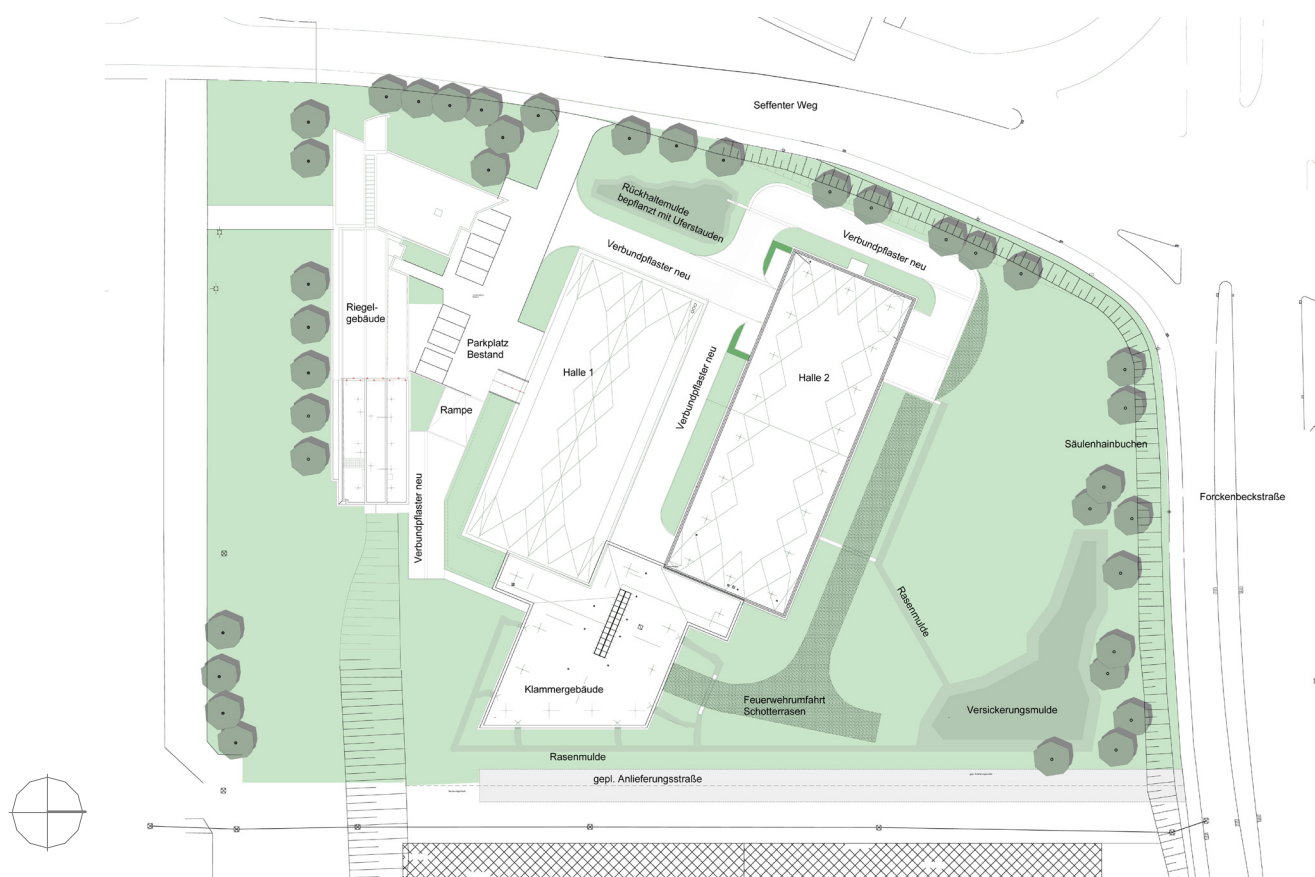 Seffenter Weg
Rückhaltemulde
bepflanzt mit Uferstauden
Verbundpflaster neu
Verbundpflaster neu
Riegel-
gebäude
Parkplatz
Bestand
Halle 1
Verbundpflaster neu
Halle 2
Rampe
Säulenhainbuchen
Forckenbeckstraße
Verbundpflaster neu
Rasenmulde
Klammergebäude
Feuerwehrumfahrt
Schotterrasen
Versickerungsmulde
Rasenmulde
gepl. Anlieferungsstraße